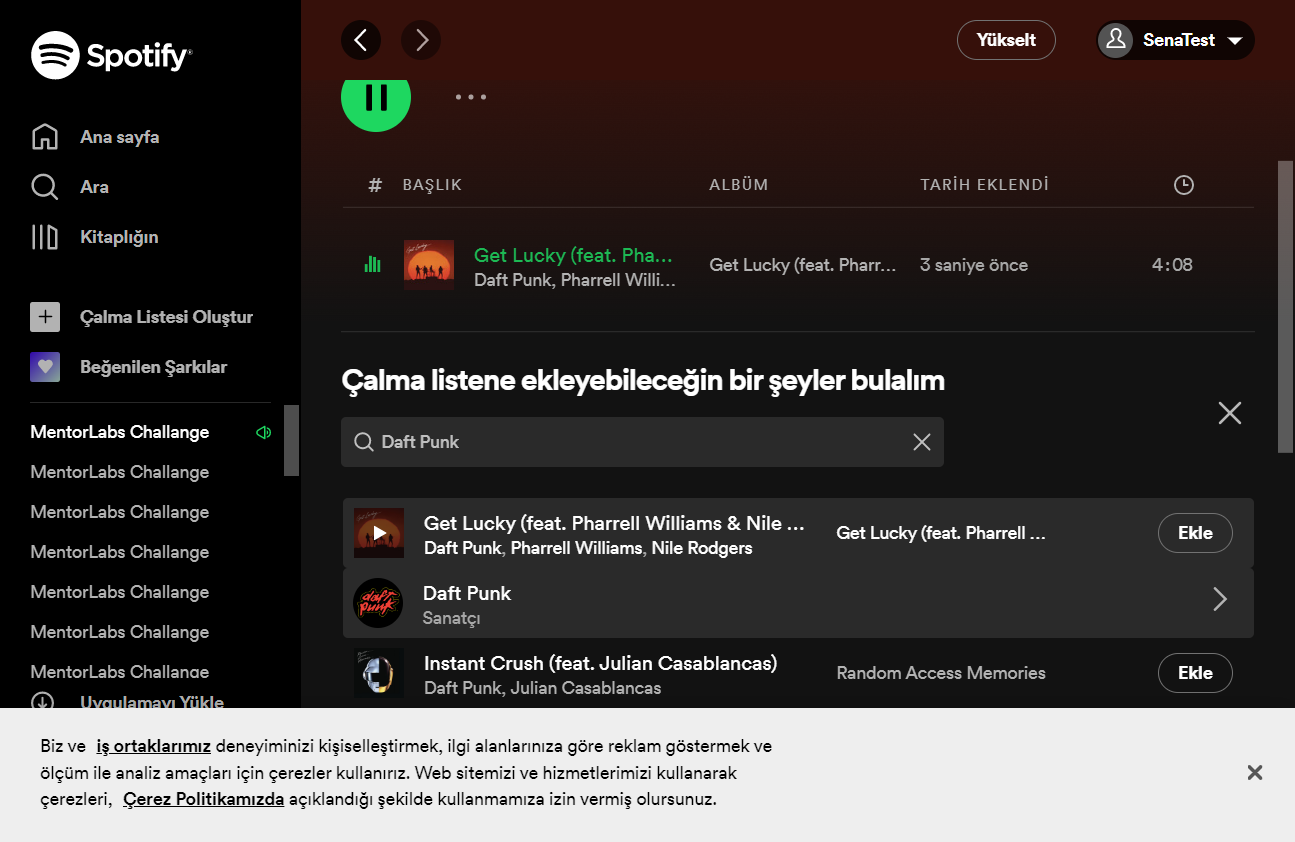 Spotify
Ana sayfa
Ara
Kitaplığın
Çalma Listesi Oluştur
Beğenilen Şarkılar
MentorLabs Challange
MentorLabs Challange
MentorLabs Challange
MentorLabs Challange
MentorLabs Challange
MentorLabs Challange
MentorLabs Challange
Uygulamayı Yükle
Yükselt
SenaTest
# BAŞLIK ALBÜM TARİH EKLENDİ
Get Lucky (feat. Pha...
Daft Punk, Pharrell Willi...
Get Lucky (feat. Pharr...
3 saniye önce
4:08
Çalma listene ekleyebileceğin bir şeyler bulalım
Daft Punk
Get Lucky (feat. Pharrell Williams & Nile ...
Daft Punk, Pharrell Williams, Nile Rodgers
Get Lucky (feat. Pharrell ...
Ekle
daft punk
Daft Punk
Sanatçı
Instant Crush (feat. Julian Casablancas)
Daft Punk, Julian Casablancas
Random Access Memories
Ekle
Biz ve iş ortaklarımız deneyiminizi kişiselleştirmek, ilgi alanlarınıza göre reklam göstermek ve
ölçüm ile analiz amaçları için çerezler kullanırız. Web sitemizi ve hizmetlerimizi kullanarak
çerezleri, Çerez Politikamızda açıklandığı şekilde kullanmamıza izin vermiş olursunuz.